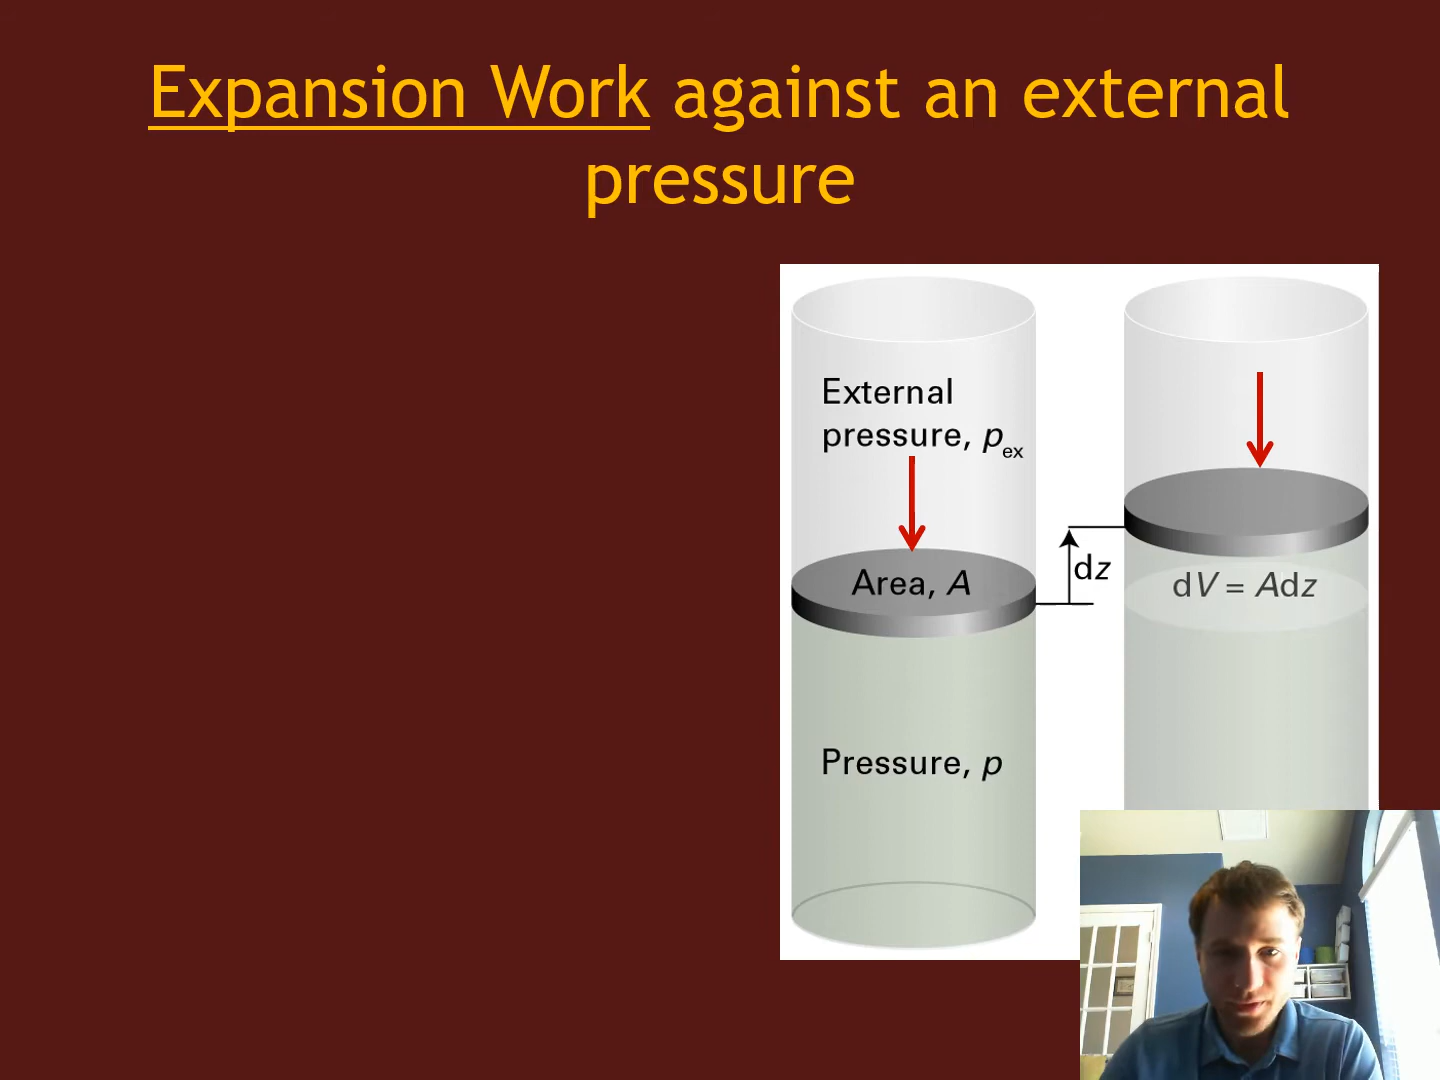 Expansion Work against an external
pressure
External
pressure, pex
Area, A
dz
dV = Adz
Pressure, p